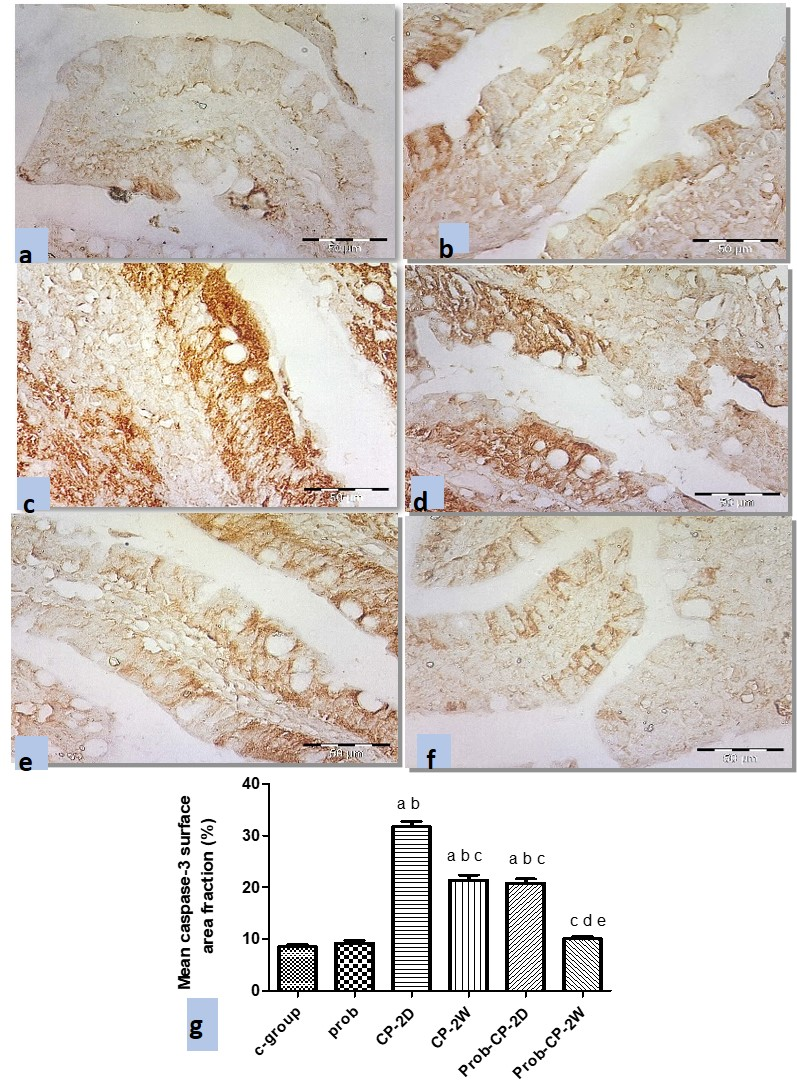 a
50 µm
b
50 µm
c
50 µm
d
50 µm
e
50 µm
f
50 µm
Mean caspase-3 surface
area fraction (%)
40
30
20
10
0
a b
a b c
a b c
c d e
c-group
prob
CP-2D
CP-2W
Prob-CP-2D
Prob-CP-2W
g